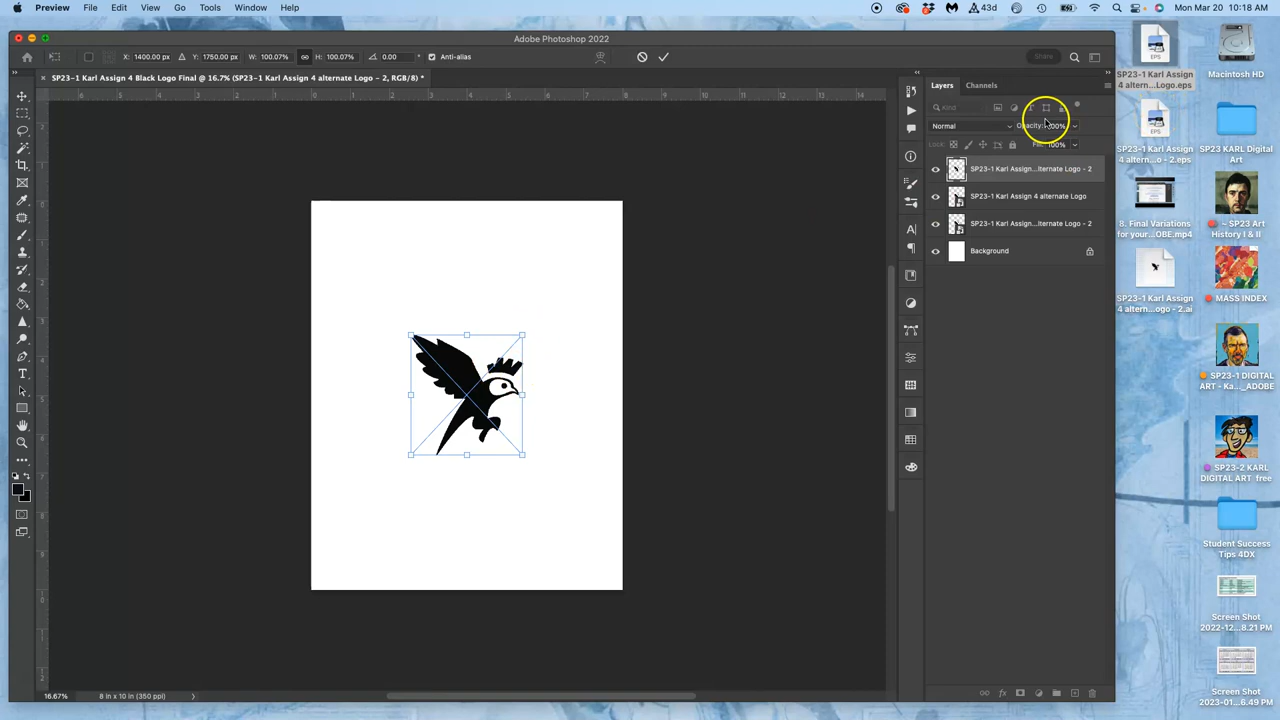 Preview File Edit View Go Tools Window Help
43d Mon Mar 20 10:18 AM
Adobe Photoshop 2022
X: 1400.00 px Y: 1750.00 px W: 100.07% H: 100.07% 0.00 Anti-alias Share
SP23-1 Karl Assign 4 Black Logo Final @ 16.7% (SP23-1 Karl Assign 4 alternate Logo - 2, RGB/8) *
Layers Channels
Kind
Normal Opacity: 100%
Lock: Fill: 100%
SP23-1 Karl Assign...lternate Logo - 2
SP23-1 Karl Assign 4 alternate Logo
SP23-1 Karl Assign...lternate Logo - 2
Background
16.67% 8 in x 10 in (350 ppi)
EPS
SP23-1 Karl Assign
4 altern...Logo.eps
EPS
SP23-1 Karl Assign
4 altern...o - 2.eps
8. Final Variations
for your...OBE.mp4
SP23-1 Karl Assign
4 altern...ogo - 2.ai
Macintosh HD
SP23 KARL Digital
Art
~ SP23 Art
History I & II
MASS INDEX
SP23-1 DIGITAL
ART - Ka..._ADOBE
SP23-2 KARL
DIGITAL ART free
Student Success
Tips 4DX
Screen Shot
2022-12...8.21 PM
Screen Shot
2023-01...6.49 PM